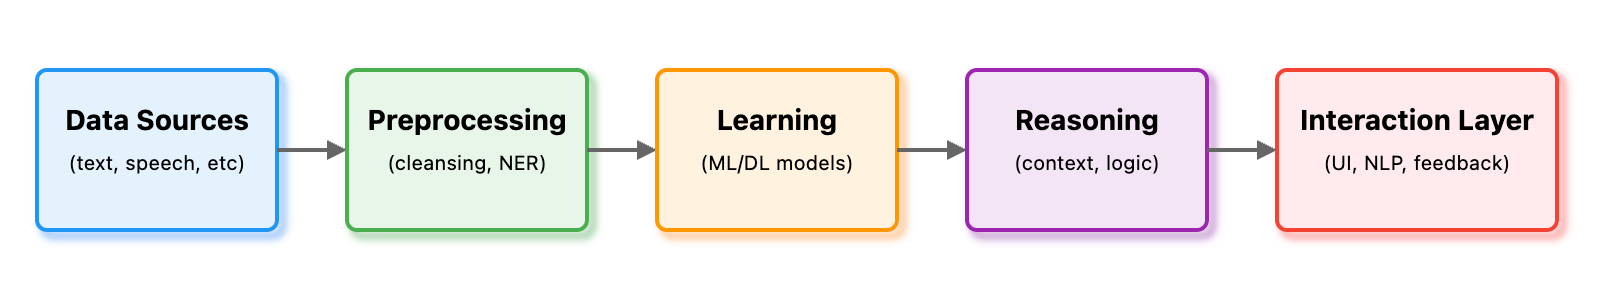 Data Sources
(text, speech, etc)
Preprocessing
(cleansing, NER)
Learning
(ML/DL models)
Reasoning
(context, logic)
Interaction Layer
(UI, NLP, feedback)